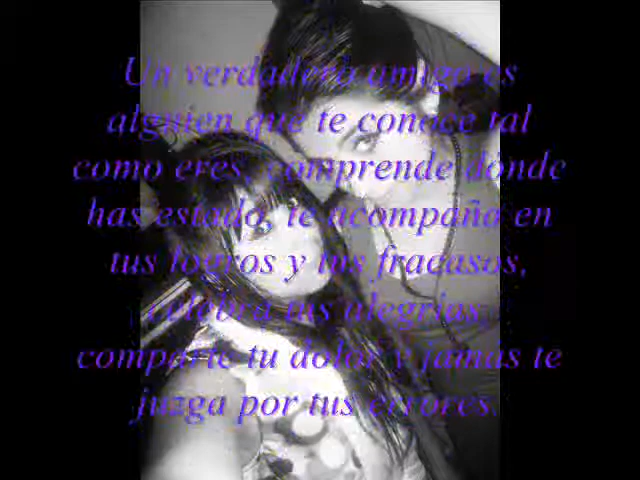 Un verdadero amigo es
alguien que te conoce tal
como eres, comprende dónde
has estado, te acompaña en
tus logros y tus fracasos,
celebra tus alegrías,
comparte tu dolor y jamás te
juzga por tus errores.